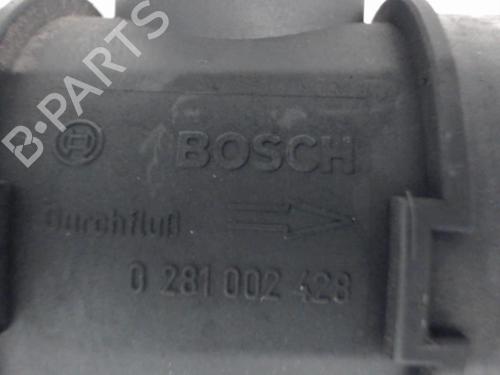 B-PARTS
BOSCH
Durchfluß
0 281 002 428